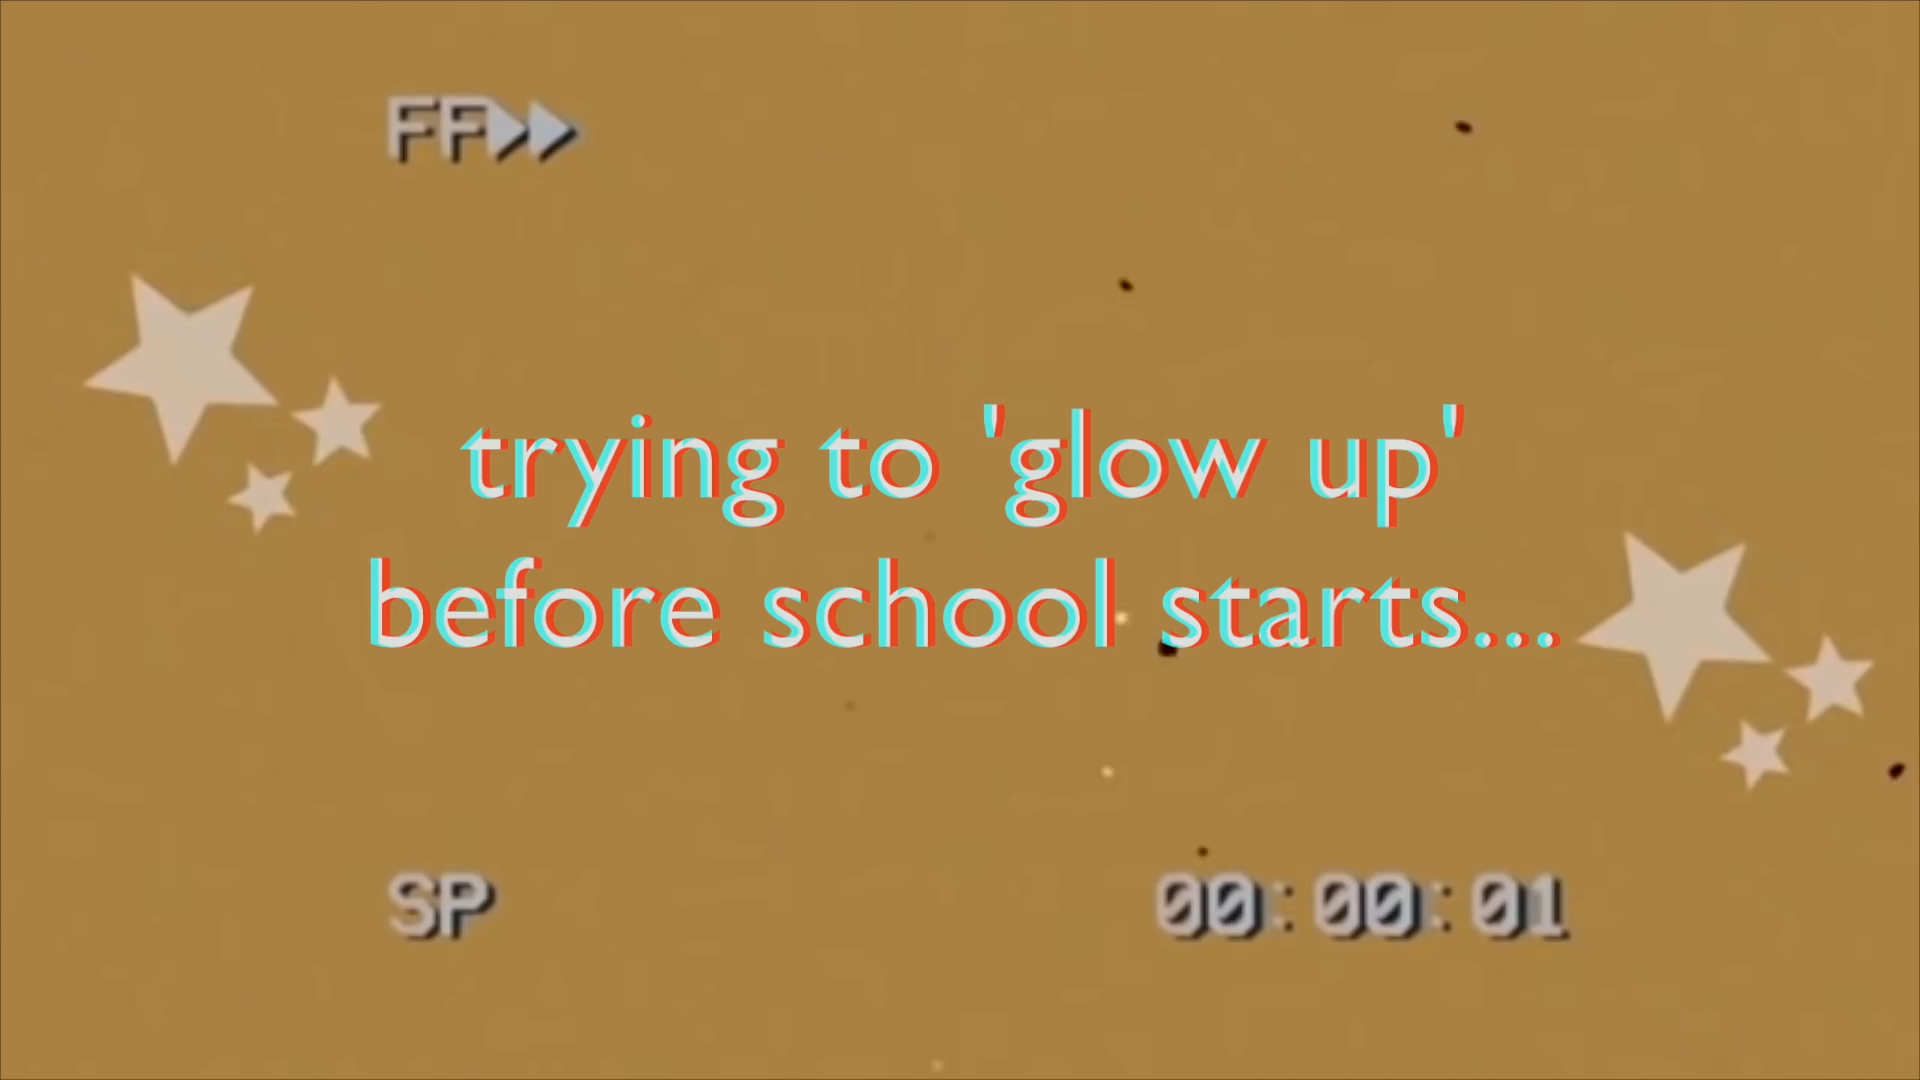 FF▶▶
trying to 'glow up'
before school starts...
SP 00:00:01